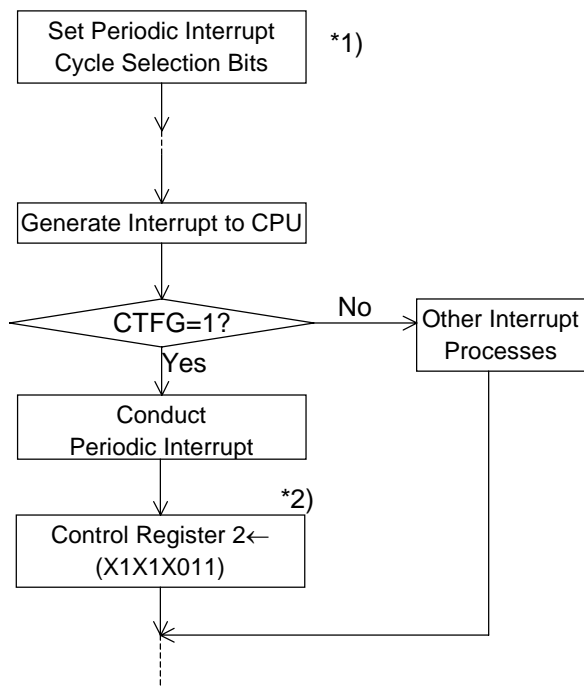 Set Periodic Interrupt
Cycle Selection Bits
*1)
Generate Interrupt to CPU
CTFG=1?
No
Other Interrupt
Processes
Yes
Conduct
Periodic Interrupt
*2)
Control Register 2←
(X1X1X011)